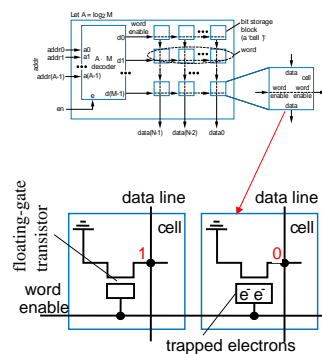 Let A = log2 M
word enable
bit storage block (a "cell")
word
d0
addr0
addr1
addr(A-1)
addr
a0
a1
a(A-1)
A · M decoder
d1
d(M-1)
e
en
data(N-1) data(N-2) data0
data
cell
word enable word enable
data
data line data line
cell cell
floating-gate transistor
1 0
word enable
e⁻ e⁻
trapped electrons